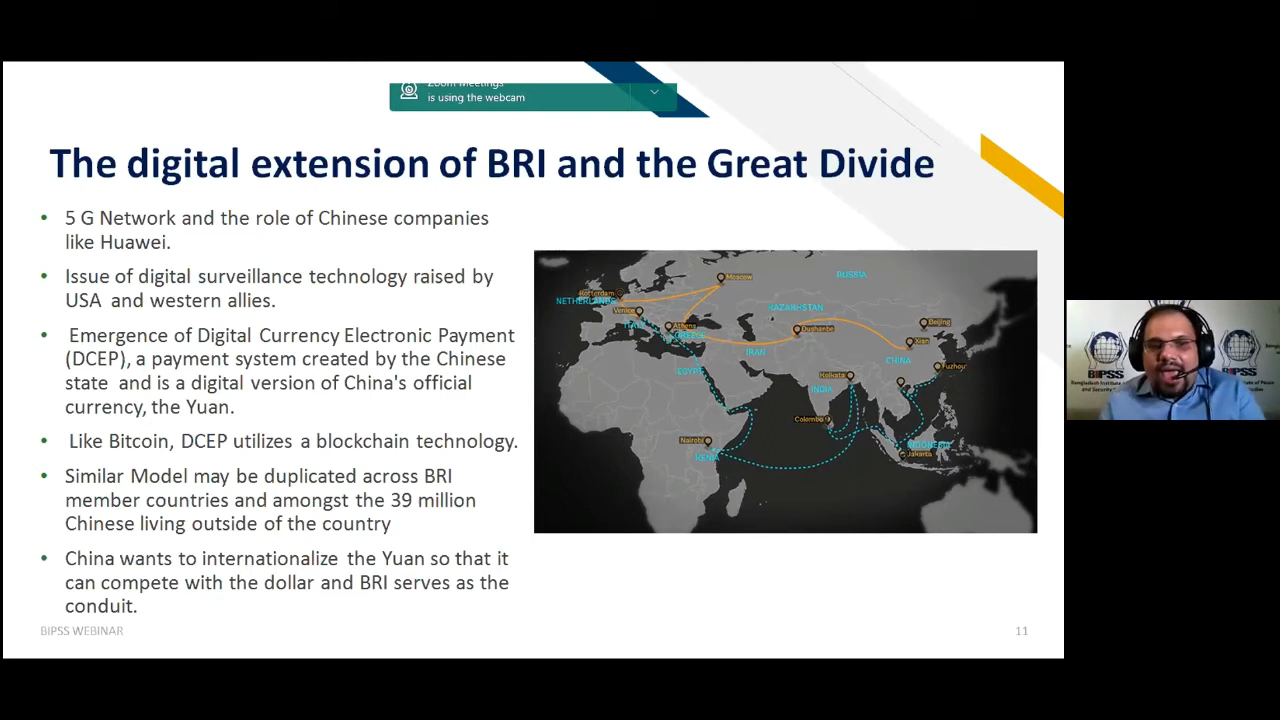 Zoom Meetings
is using the webcam
The digital extension of BRI and the Great Divide
• 5 G Network and the role of Chinese companies
like Huawei.
• Issue of digital surveillance technology raised by
USA and western allies.
• Emergence of Digital Currency Electronic Payment
(DCEP), a payment system created by the Chinese
state and is a digital version of China's official
currency, the Yuan.
• Like Bitcoin, DCEP utilizes a blockchain technology.
• Similar Model may be duplicated across BRI
member countries and amongst the 39 million
Chinese living outside of the country
• China wants to internationalize the Yuan so that it
can compete with the dollar and BRI serves as the
conduit.
RUSSIA
Moscow
Rotterdam
NETHERLANDS
KAZAKHSTAN
Venice
ITALY
Athens
GREECE
Dushanbe
Beijing
IRAN
Xian
CHINA
EGYPT
Kolkata
INDIA
Fuzhou
Colombo
Nairobi
KENIA
INDONESIA
Jakarta
BIPSS
BIPSS
BIPSS WEBINAR
11